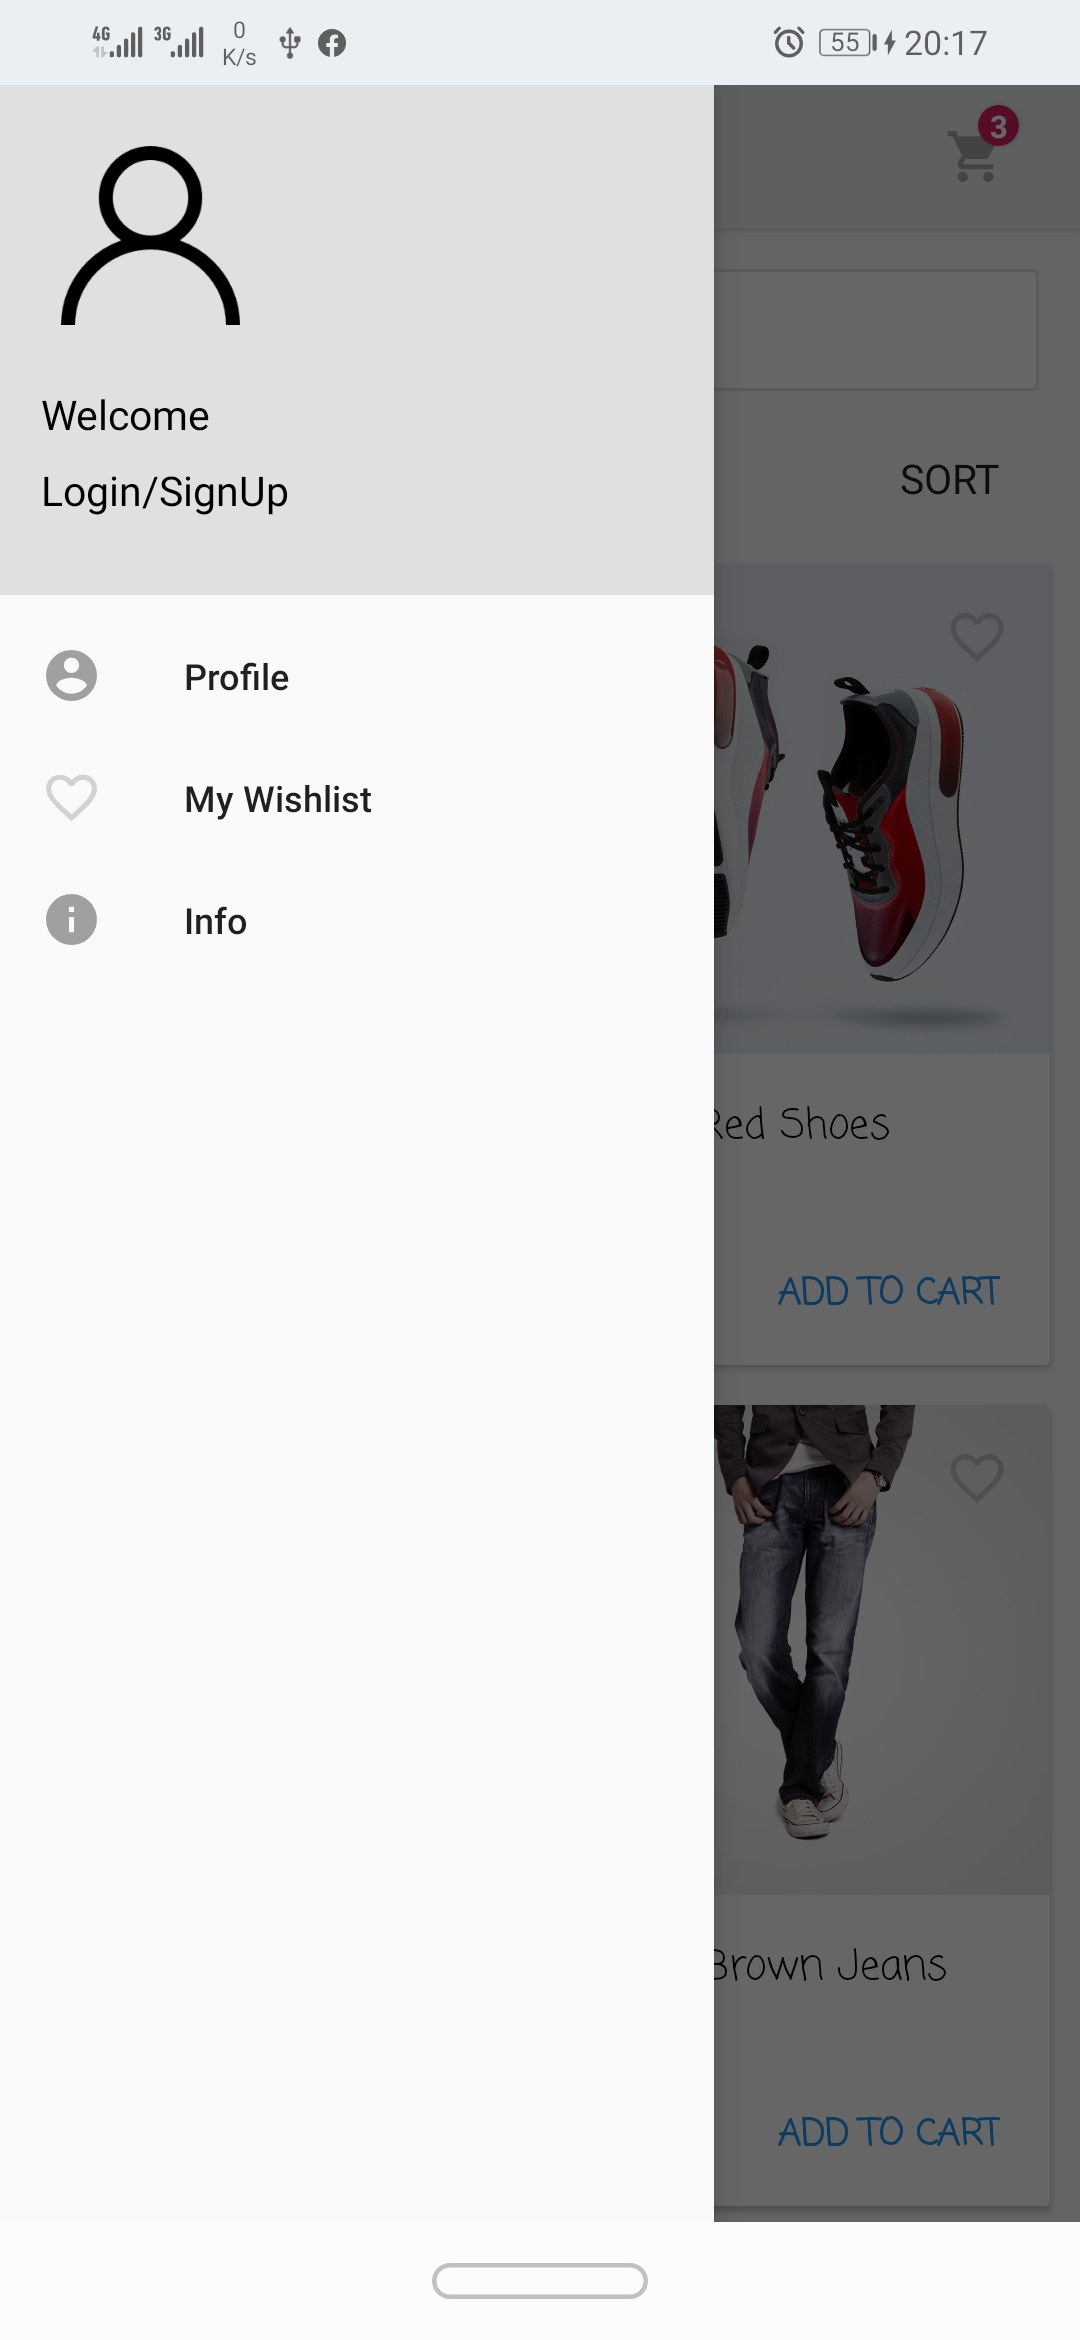 4G 3G 0 K/s 55 20:17
3
Welcome
Login/SignUp
SORT
Profile
My Wishlist
Info
Red Shoes
ADD TO CART
Brown Jeans
ADD TO CART